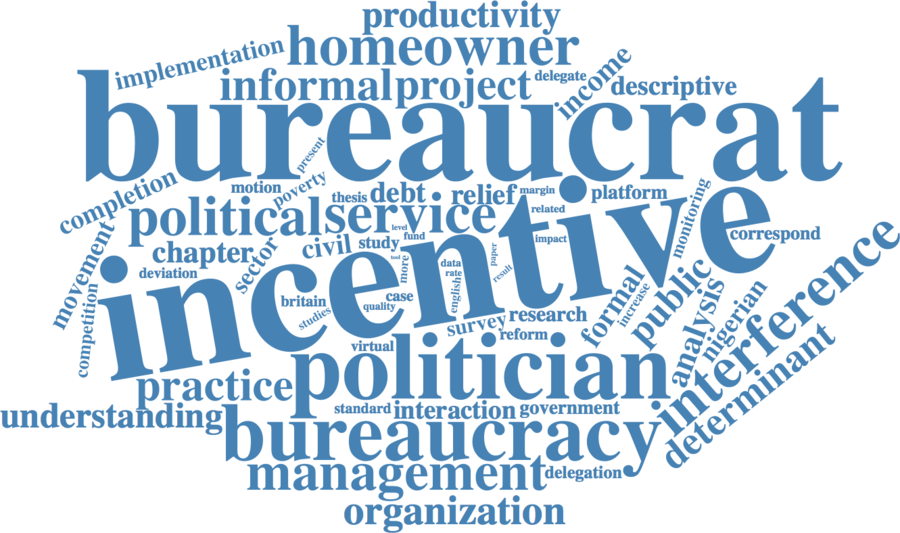 productivity
homeowner
implementation
informal
project
delegate
income
descriptive
bureaucrat
present
completion
motion
poverty
thesis
debt
relief
margin
platform
monitoring
political
service
related
incentive
correspond
movement
chapter
sector
civil
study
level
fund
impact
interference
deviation
tool
more
data
rate
english
paper
result
competition
britain
studies
case
quality
formal
increase
public
analysis
nigerian
survey
research
reform
virtual
politician
determinant
practice
understanding
standard
interaction
government
bureaucracy
management
delegation
organization